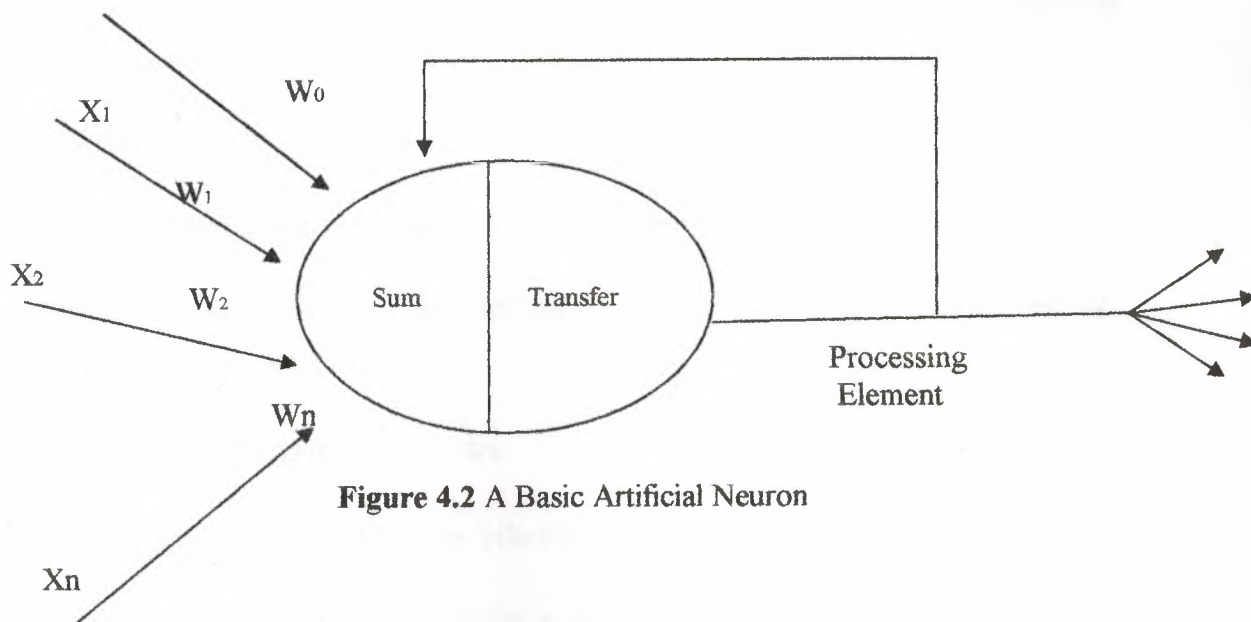 W0
X1
W1
X2
W2
Sum Transfer
Processing
Element
Wn
Figure 4.2 A Basic Artificial Neuron
Xn